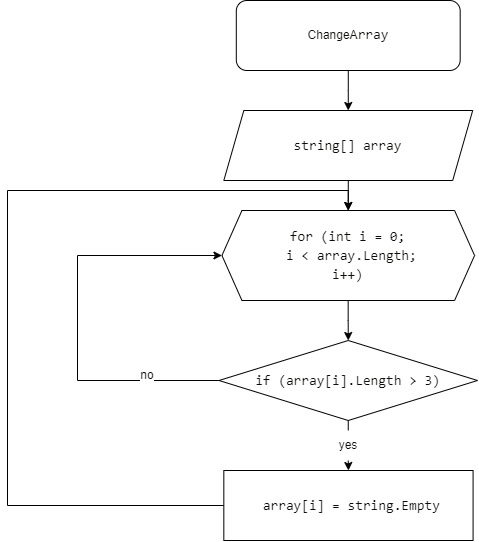 ChangeArray
string[] array
for (int i = 0;
i < array.Length;
i++)
if (array[i].Length > 3)
no
yes
array[i] = string.Empty